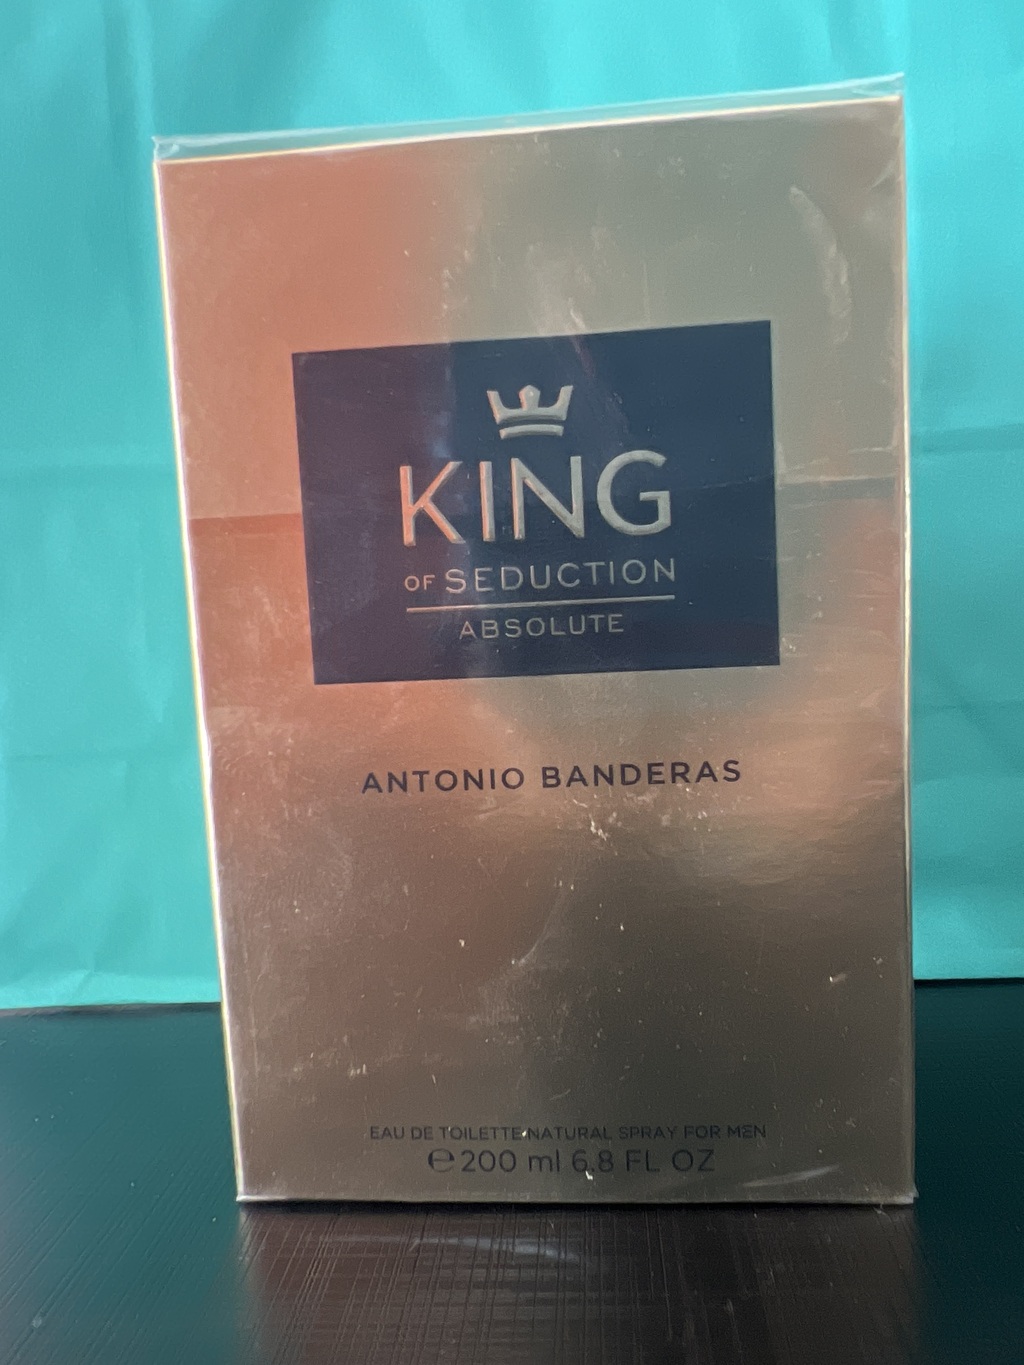 KING
OF SEDUCTION
ABSOLUTE
ANTONIO BANDERAS
EAU DE TOILETTE NATURAL SPRAY FOR MEN
℮ 200 ml 6.8 FL OZ